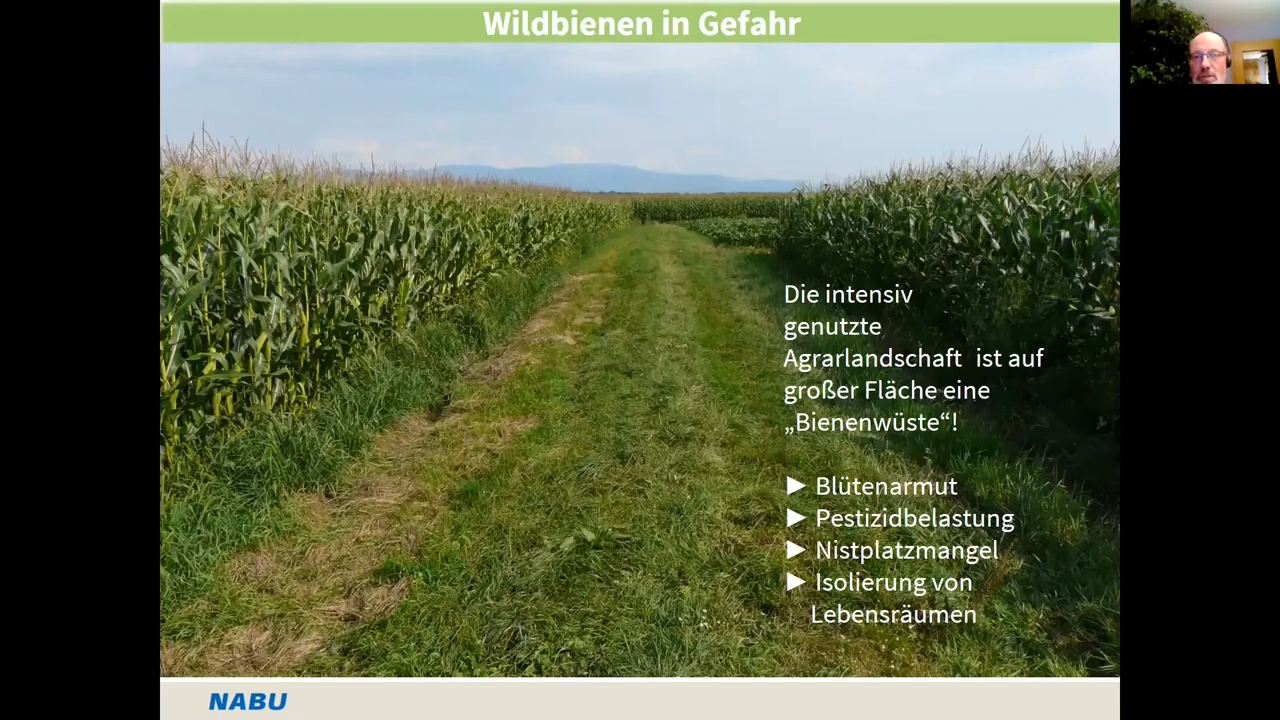 Wildbienen in Gefahr
Die intensiv
genutzte
Agrarlandschaft ist auf
großer Fläche eine
„Bienenwüste“!
► Blütenarmut
► Pestizidbelastung
► Nistplatzmangel
► Isolierung von
Lebensräumen
NABU